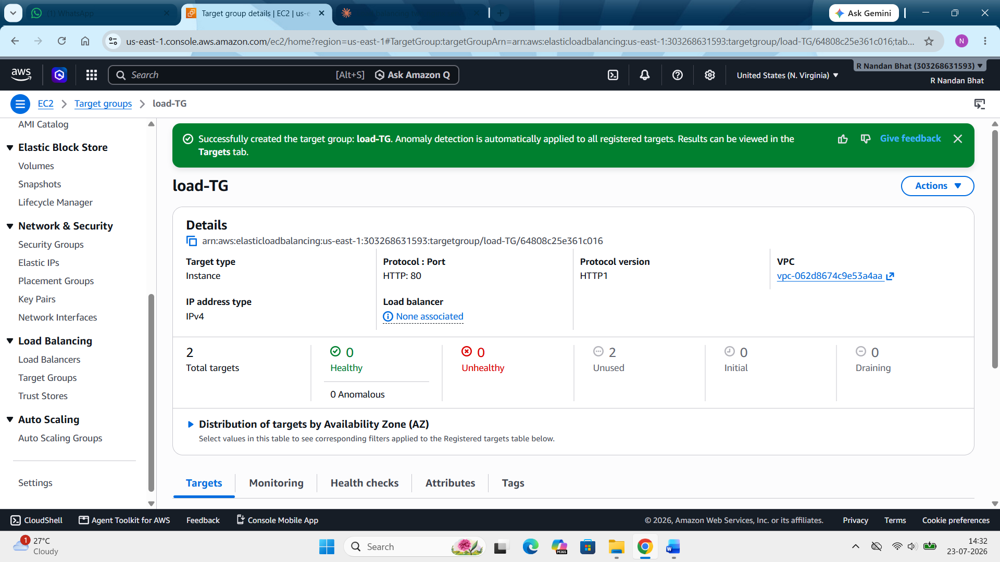 (1) WhatsApp
Target group details | EC2 | us-e
Ask Gemini
us-east-1.console.aws.amazon.com/ec2/home?region=us-east-1#TargetGroup:targetGroupArn=arn:aws:elasticloadbalancing:us-east-1:303268631593:targetgroup/load-TG/64808c25e361c016;tab...
N
aws
Search
[Alt+S]
Ask Amazon Q
United States (N. Virginia)
R Nandan Bhat (303268631593)
R Nandan Bhat
EC2
Target groups
load-TG
AMI Catalog
Elastic Block Store
Volumes
Snapshots
Lifecycle Manager
Network & Security
Security Groups
Elastic IPs
Placement Groups
Key Pairs
Network Interfaces
Load Balancing
Load Balancers
Target Groups
Trust Stores
Auto Scaling
Auto Scaling Groups
Settings
Successfully created the target group: load-TG. Anomaly detection is automatically applied to all registered targets. Results can be viewed in the
Targets tab.
Give feedback
load-TG
Actions
Details
arn:aws:elasticloadbalancing:us-east-1:303268631593:targetgroup/load-TG/64808c25e361c016
Target type
Instance
Protocol : Port
HTTP: 80
Protocol version
HTTP1
VPC
vpc-062d8674c9e53a4aa
IP address type
IPv4
Load balancer
None associated
2
Total targets
0
Healthy
0 Anomalous
0
Unhealthy
2
Unused
0
Initial
0
Draining
Distribution of targets by Availability Zone (AZ)
Select values in this table to see corresponding filters applied to the Registered targets table below.
Targets
Monitoring
Health checks
Attributes
Tags
CloudShell
Agent Toolkit for AWS
Feedback
Console Mobile App
© 2026, Amazon Web Services, Inc. or its affiliates.
Privacy
Terms
Cookie preferences
1
27°C
Cloudy
Search
M365
W
14:32
23-07-2026